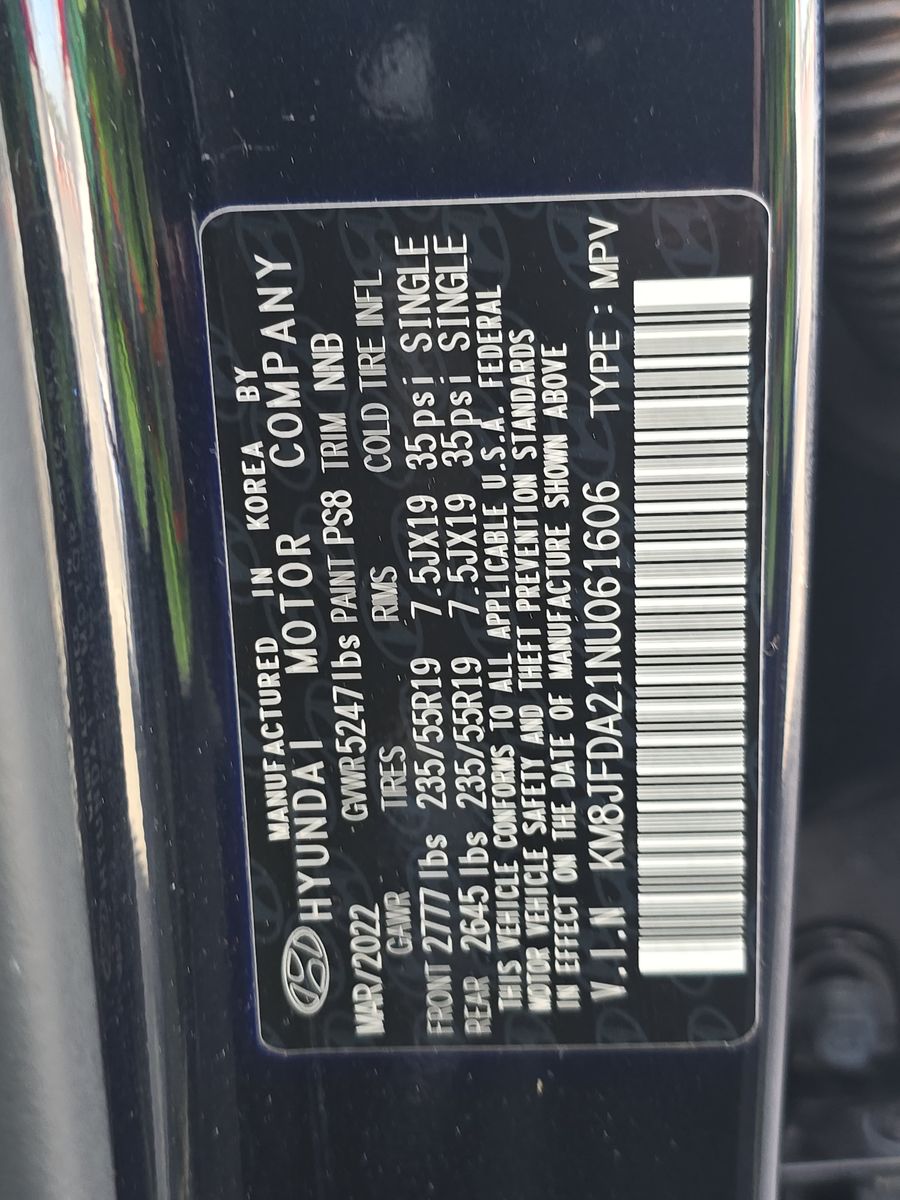 MANUFACTURED IN KOREA BY
HYUNDAI MOTOR COMPANY
MAR/2022 GVWR5247lbs PAINT PS8 TRIM NNB
GAWR TIRES RIMS COLD TIRE INFL
FRONT 2777 lbs 235/55R19 7.5JX19 35psi SINGLE
REAR 2645 lbs 235/55R19 7.5JX19 35psi SINGLE
THIS VEHICLE CONFORMS TO ALL APPLICABLE U.S.A. FEDERAL
MOTOR VEHICLE SAFETY AND THEFT PREVENTION STANDARDS
IN EFFECT ON THE DATE OF MANUFACTURE SHOWN ABOVE
V.I.N KM8JFDA21NU061606 TYPE : MPV